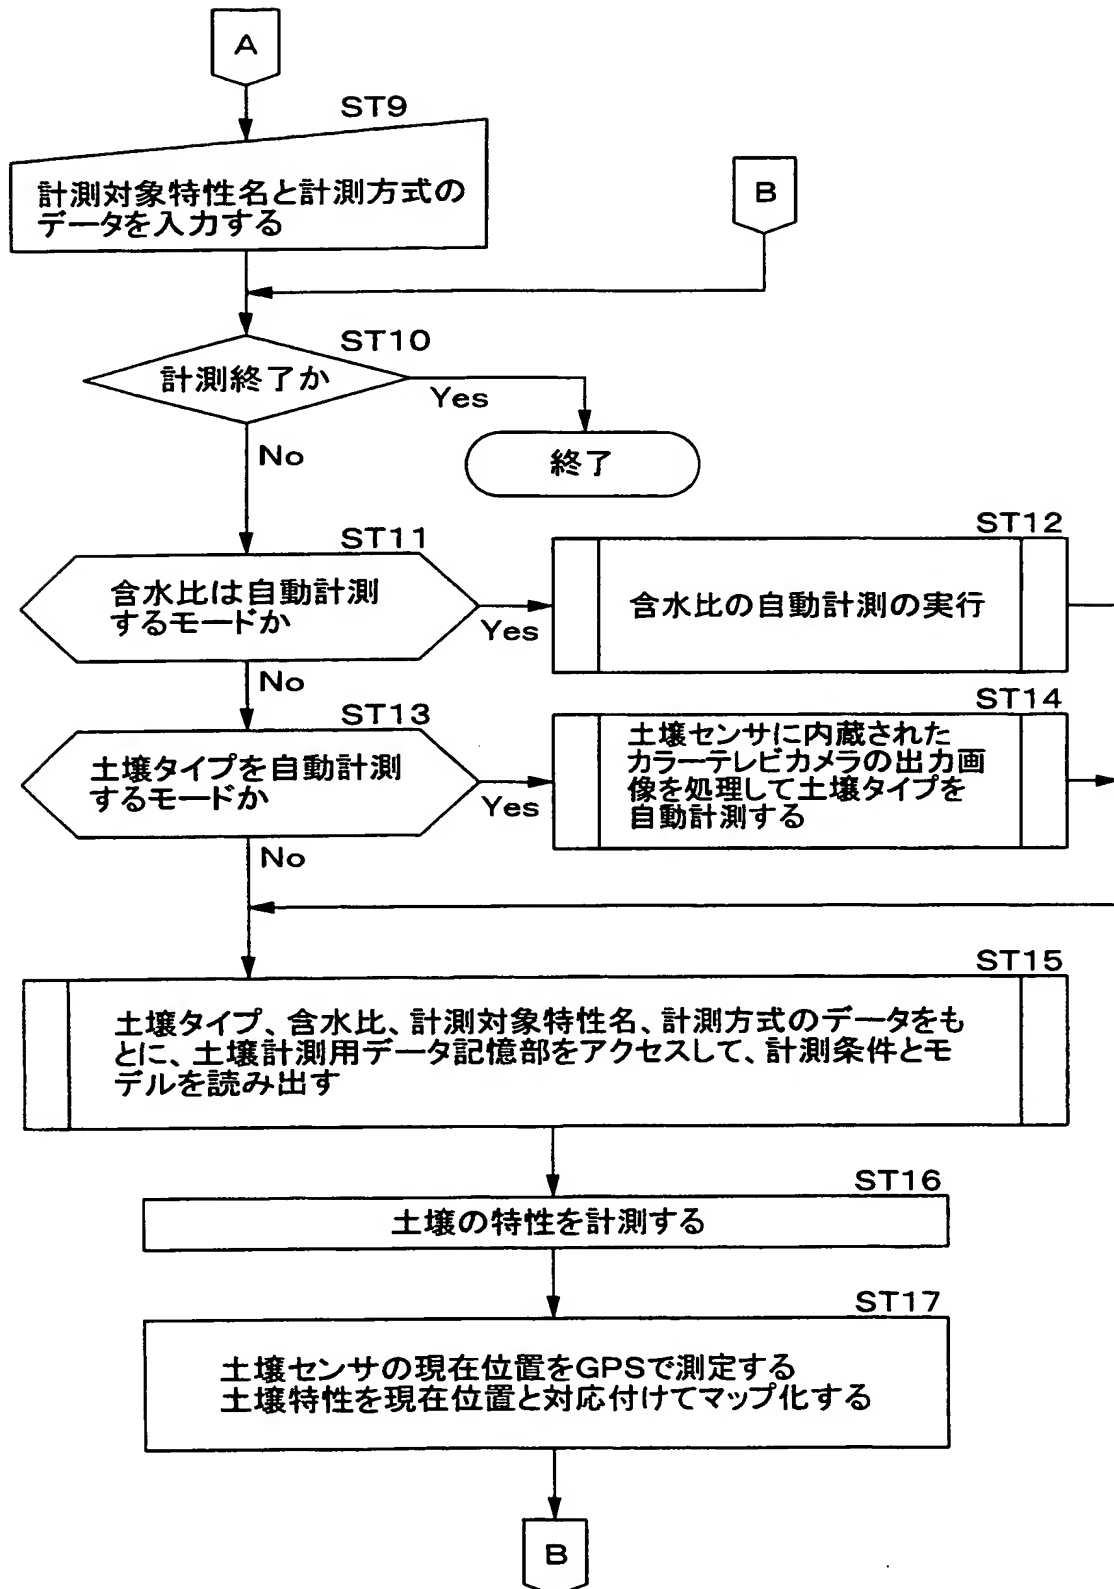 A
ST9
計測対象特性名と計測方式の
データを入力する
B
ST10
計測終了か
Yes
No
終了
ST11
含水比は自動計測
するモードか
Yes
No
ST12
含水比の自動計測の実行
ST13
土壌タイプを自動計測
するモードか
Yes
No
ST14
土壌センサに内蔵された
カラーテレビカメラの出力画
像を処理して土壌タイプを
自動計測する
ST15
土壌タイプ、含水比、計測対象特性名、計測方式のデータをも
とに、土壌計測用データ記憶部をアクセスして、計測条件とモ
デルを読み出す
ST16
土壌の特性を計測する
ST17
土壌センサの現在位置をGPSで測定する
土壌特性を現在位置と対応付けてマップ化する
B